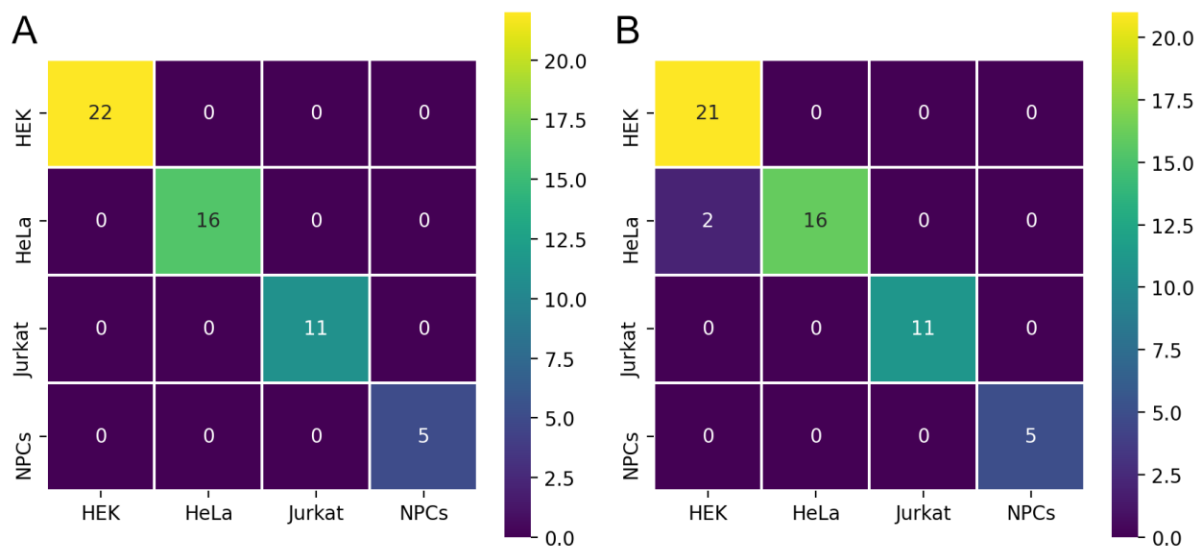 A
HEK 22 0 0 0
HeLa 0 16 0 0
Jurkat 0 0 11 0
NPCs 0 0 0 5
HEK HeLa Jurkat NPCs
20.0
17.5
15.0
12.5
10.0
7.5
5.0
2.5
0.0
B
HEK 21 0 0 0
HeLa 2 16 0 0
Jurkat 0 0 11 0
NPCs 0 0 0 5
HEK HeLa Jurkat NPCs
20.0
17.5
15.0
12.5
10.0
7.5
5.0
2.5
0.0